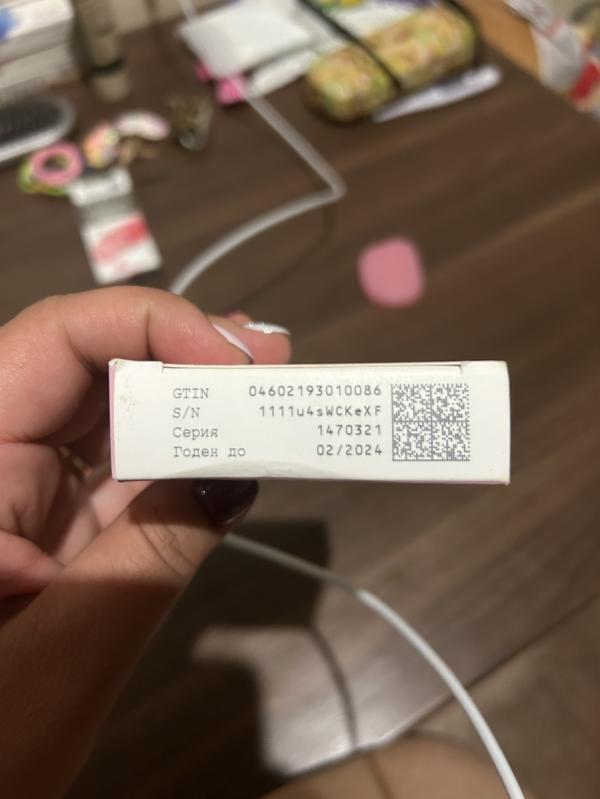 GTIN 04602193010086
S/N 1111u4sWCKeXF
Серия 1470321
Годен до 02/2024